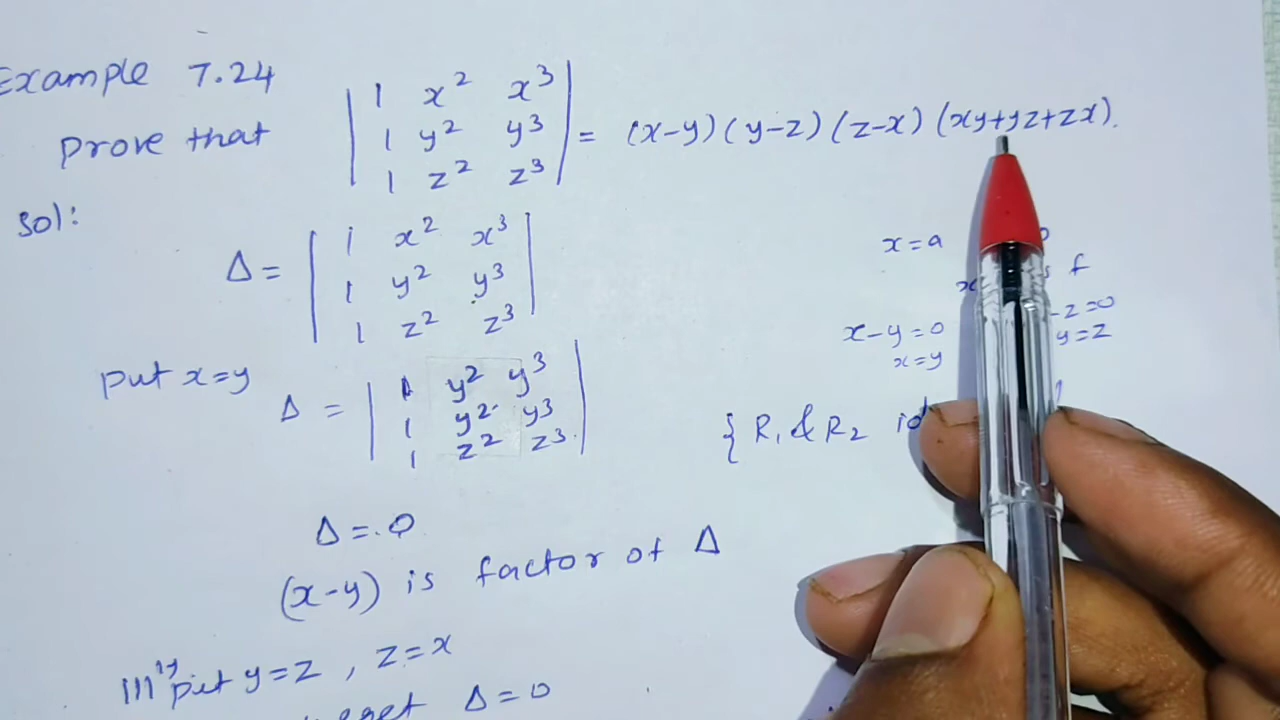 Example 7.24
Prove that | 1 x² x³ |
| 1 y² y³ | = (x-y)(y-z)(z-x)(xy+yz+zx).
| 1 z² z³ |
Sol:
Δ = | 1 x² x³ |
| 1 y² y³ |
| 1 z² z³ |
x=a
x-y=0
x=y
-z=0
y=z
Put x=y
Δ = | 1 y² y³ |
| 1 y² y³ |
| 1 z² z³ |
{ R₁ & R₂
Δ = 0
(x-y) is factor of Δ
|||ly put y=z, z=x
Δ=0